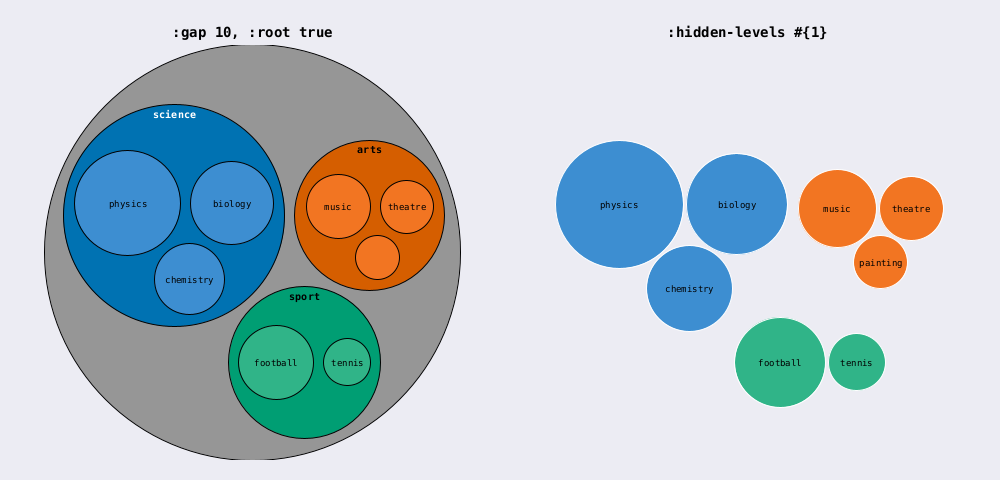 :gap 10, :root true
:hidden-levels #{1}
science
arts
physics
biology
music
theatre
chemistry
sport
football
tennis
physics
biology
music
theatre
painting
chemistry
football
tennis